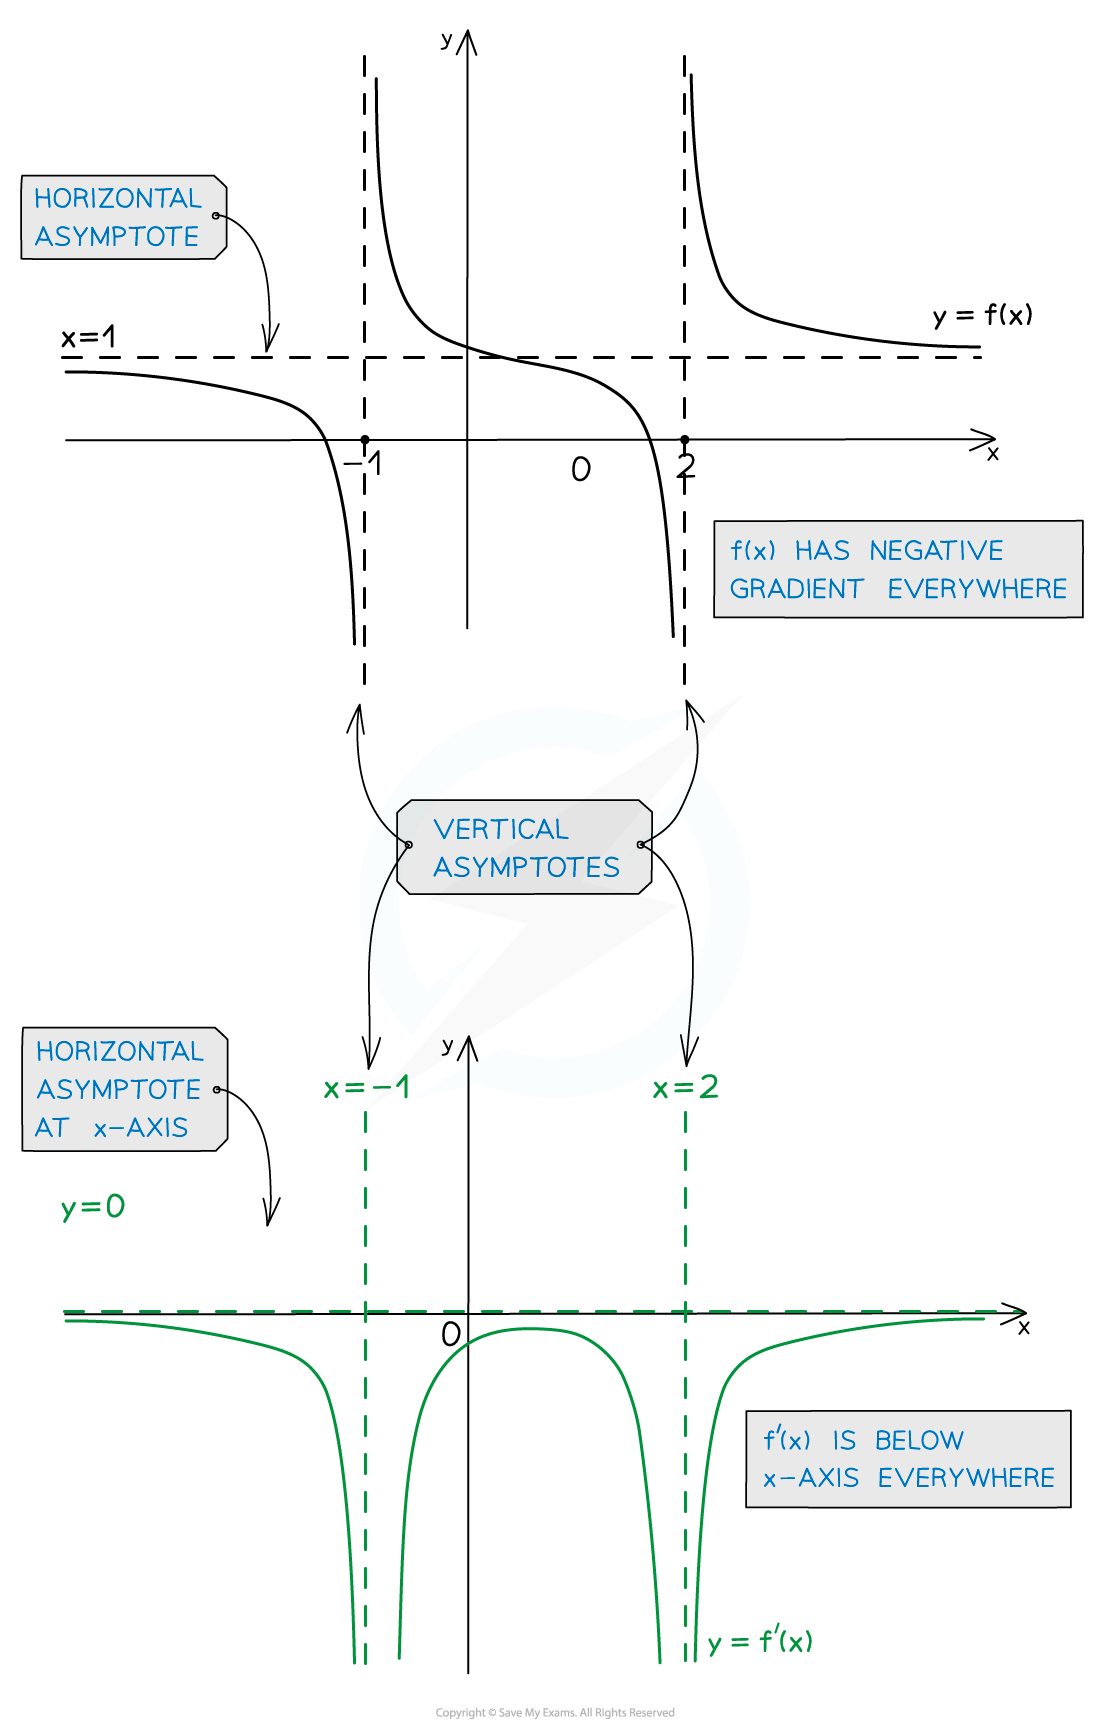 y
HORIZONTAL
ASYMPTOTE
x=1
y = f(x)
-1
0
2
x
f(x) HAS NEGATIVE
GRADIENT EVERYWHERE
VERTICAL
ASYMPTOTES
HORIZONTAL
ASYMPTOTE
AT x-AXIS
y
x=-1
x=2
y=0
0
x
f'(x) IS BELOW
x-AXIS EVERYWHERE
y = f'(x)
Copyright © Save My Exams. All Rights Reserved